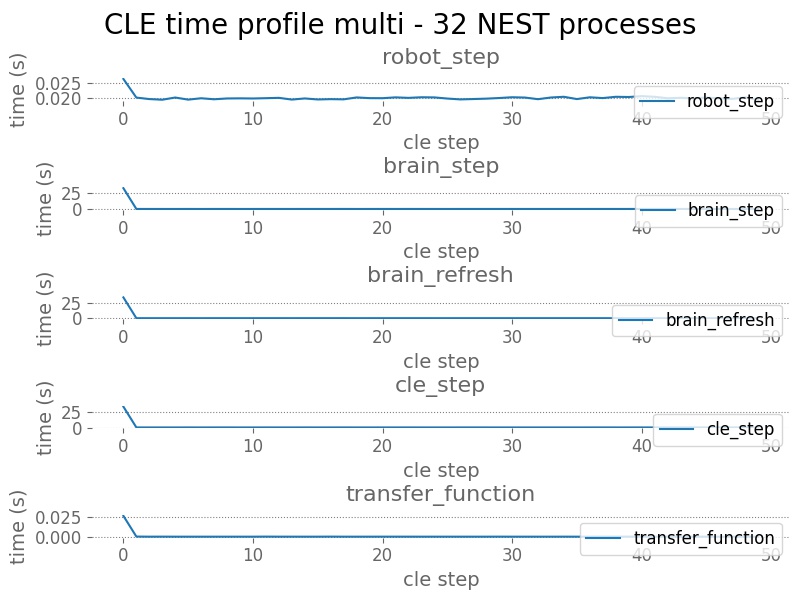 CLE time profile multi - 32 NEST processes
robot_step
time (s)
0.025
0.020
robot_step
0 10 20 30 40 50
cle step
brain_step
time (s)
25
0
brain_step
0 10 20 30 40 50
cle step
brain_refresh
time (s)
25
0
brain_refresh
0 10 20 30 40 50
cle step
cle_step
time (s)
25
0
cle_step
0 10 20 30 40 50
cle step
transfer_function
time (s)
0.025
0.000
transfer_function
0 10 20 30 40 50
cle step